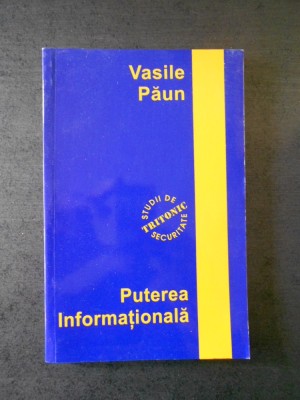 Vasile
Păun
STUDII DE
TRITONIC
SECURITATE
Puterea
Informațională